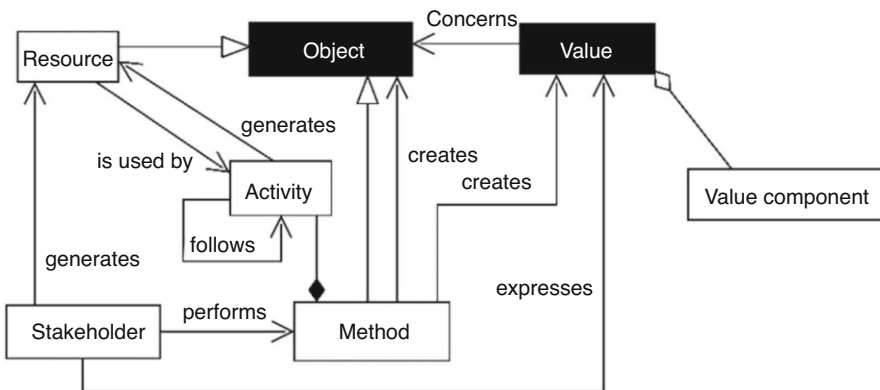 Concerns
Object
Value
Resource
generates
is used by
creates
creates
Activity
Value component
follows
generates
expresses
performs
Stakeholder
Method